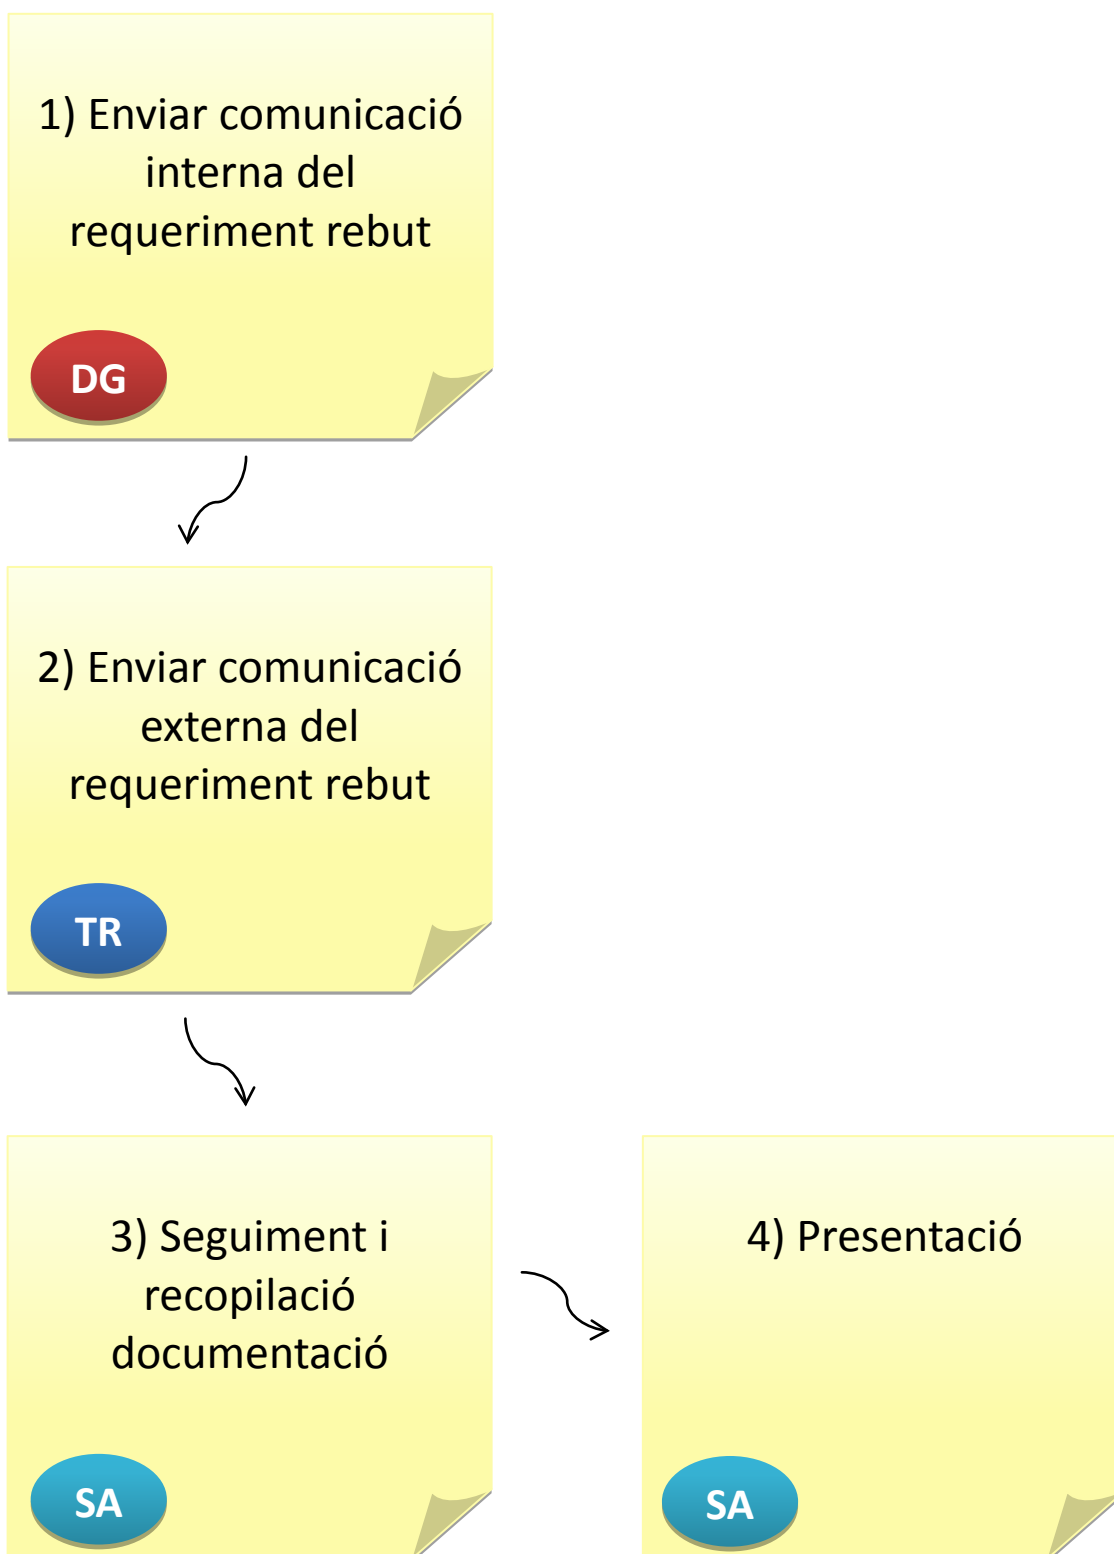 1) Enviar comunicació
interna del
requeriment rebut
DG
2) Enviar comunicació
externa del
requeriment rebut
TR
3) Seguiment i
recopilació
documentació
SA
4) Presentació
SA